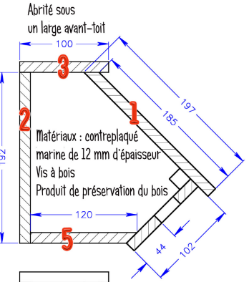 Abrité sous
un large avant-toit
100
3
1
197
185
2
192
Matériaux : contreplaqué
marine de 12 mm d'épaisseur
Vis à bois
Produit de préservation du bois
120
5
44
102